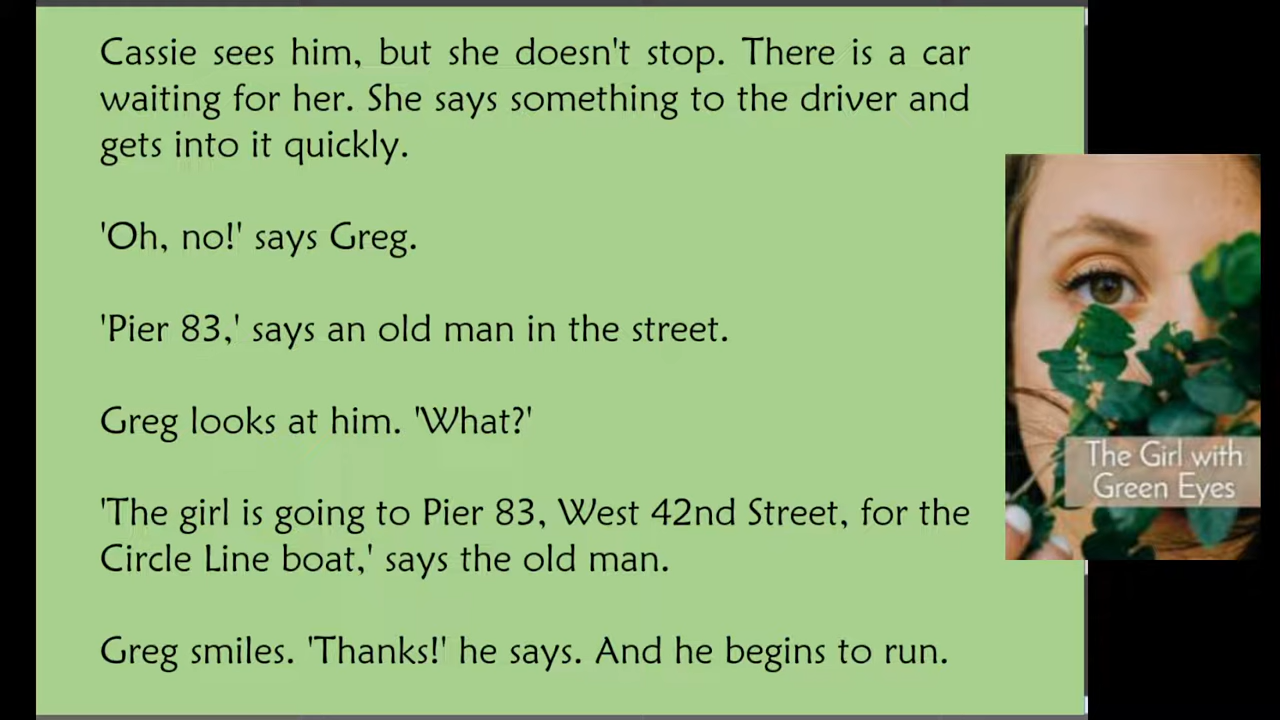 Cassie sees him, but she doesn't stop. There is a car
waiting for her. She says something to the driver and
gets into it quickly.
'Oh, no!' says Greg.
'Pier 83,' says an old man in the street.
Greg looks at him. 'What?'
'The girl is going to Pier 83, West 42nd Street, for the
Circle Line boat,' says the old man.
Greg smiles. 'Thanks!' he says. And he begins to run.
The Girl with
Green Eyes